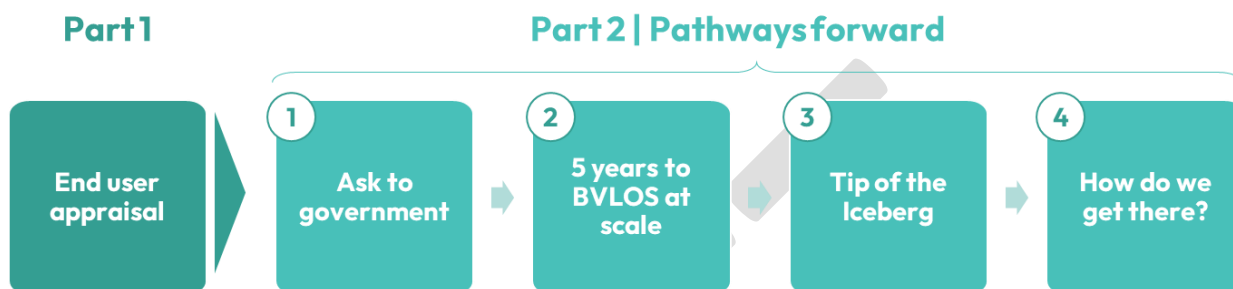 Part 1
Part 2 | Pathways forward
End user
appraisal
1
Ask to
government
2
5 years to
BVLOS at
scale
3
Tip of the
Iceberg
4
How do we
get there?